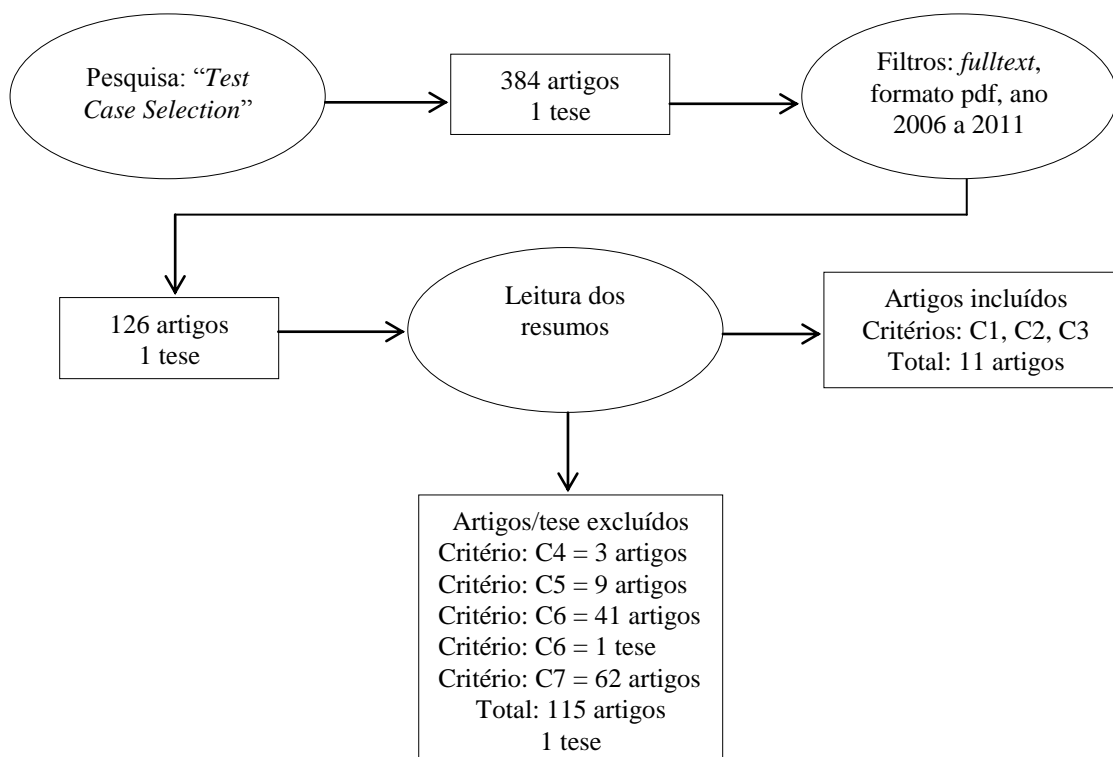 Pesquisa: “Test
Case Selection”
384 artigos
1 tese
Filtros: fulltext,
formato pdf, ano
2006 a 2011
126 artigos
1 tese
Leitura dos
resumos
Artigos incluídos
Critérios: C1, C2, C3
Total: 11 artigos
Artigos/tese excluídos
Critério: C4 = 3 artigos
Critério: C5 = 9 artigos
Critério: C6 = 41 artigos
Critério: C6 = 1 tese
Critério: C7 = 62 artigos
Total: 115 artigos
1 tese